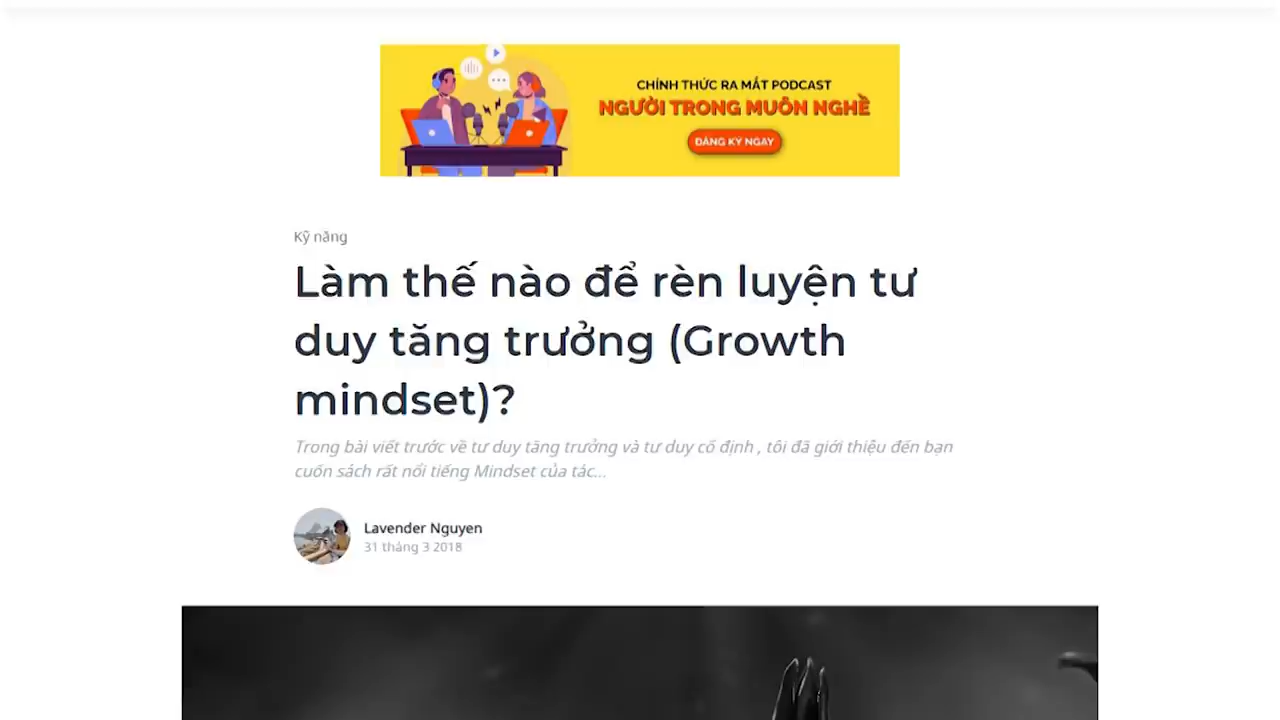 CHÍNH THỨC RA MẮT PODCAST
NGƯỜI TRONG MUÔN NGHỀ
ĐĂNG KÝ NGAY
Kỹ năng
Làm thế nào để rèn luyện tư
duy tăng trưởng (Growth
mindset)?
Trong bài viết trước về tư duy tăng trưởng và tư duy cố định , tôi đã giới thiệu đến bạn
cuốn sách rất nổi tiếng Mindset của tác...
Lavender Nguyen
31 tháng 3 2018